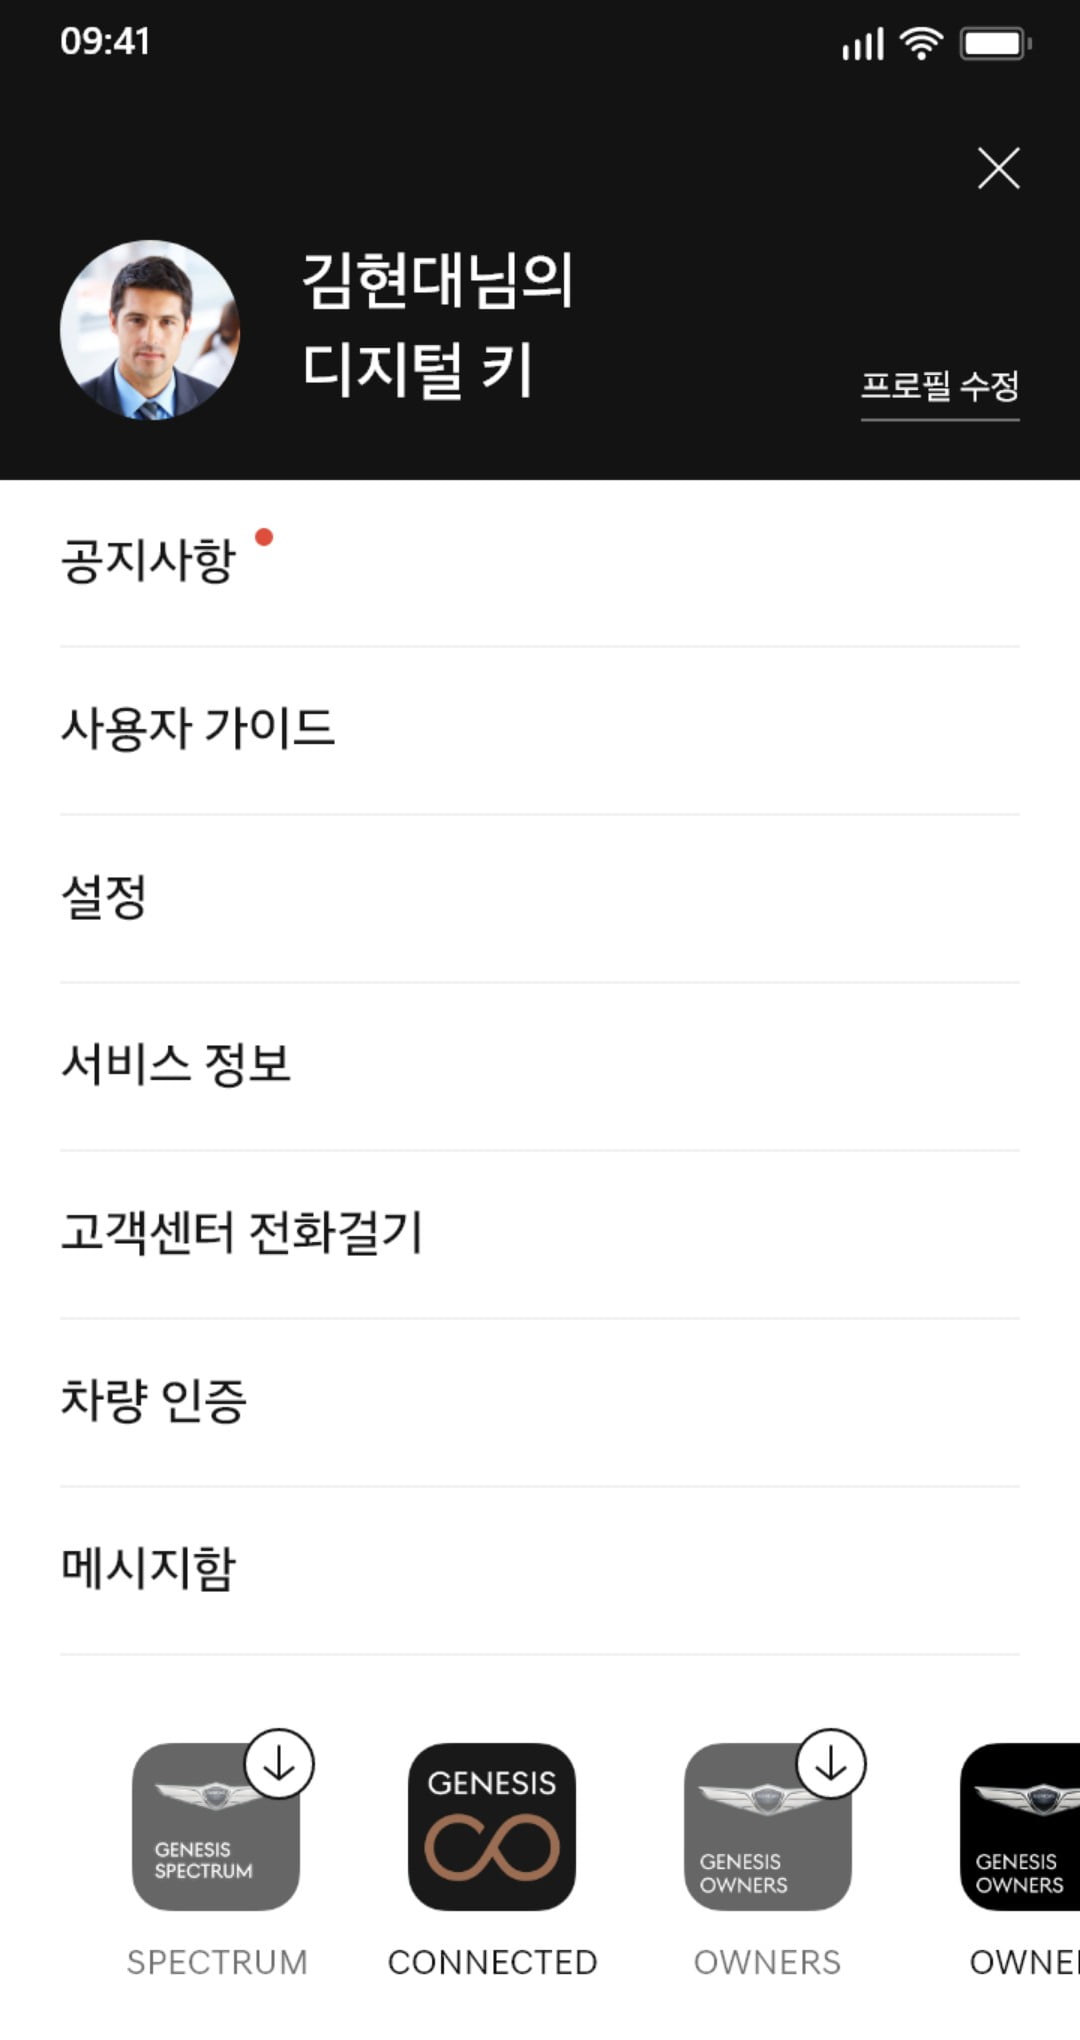 09:41
김현대님의
디지털 키
프로필 수정
공지사항
사용자 가이드
설정
서비스 정보
고객센터 전화걸기
차량 인증
메시지함
GENESIS
SPECTRUM
GENESIS
GENESIS
OWNERS
GENESIS
OWNERS
SPECTRUM
CONNECTED
OWNERS